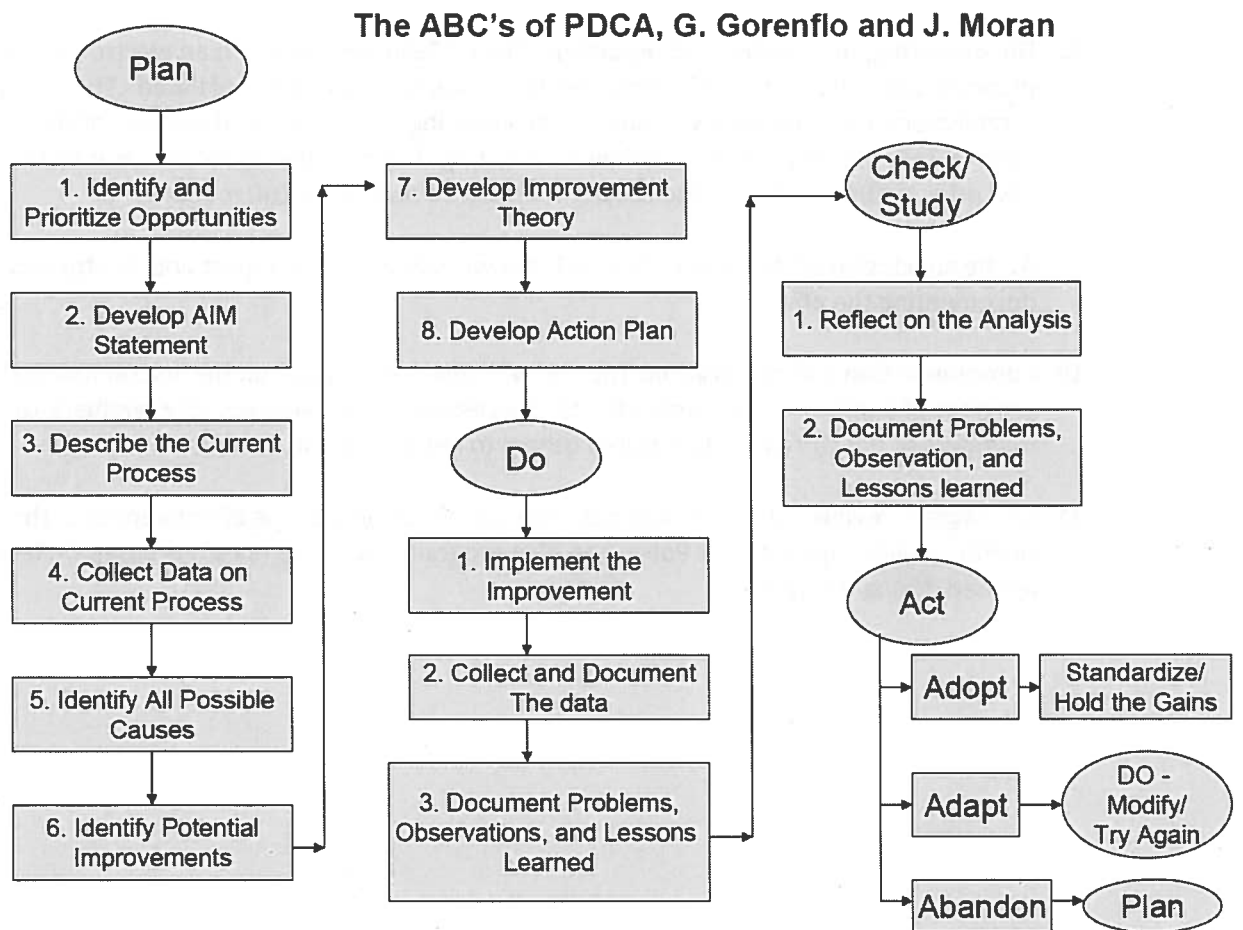 The ABC's of PDCA, G. Gorenflo and J. Moran
Plan
1. Identify and
Prioritize Opportunities
2. Develop AIM
Statement
3. Describe the Current
Process
4. Collect Data on
Current Process
5. Identify All Possible
Causes
6. Identify Potential
Improvements
7. Develop Improvement
Theory
8. Develop Action Plan
Do
1. Implement the
Improvement
2. Collect and Document
The data
3. Document Problems,
Observations, and Lessons
Learned
Check/
Study
1. Reflect on the Analysis
2. Document Problems,
Observation, and
Lessons learned
Act
Adopt
Standardize/
Hold the Gains
Adapt
DO -
Modify/
Try Again
Abandon
Plan